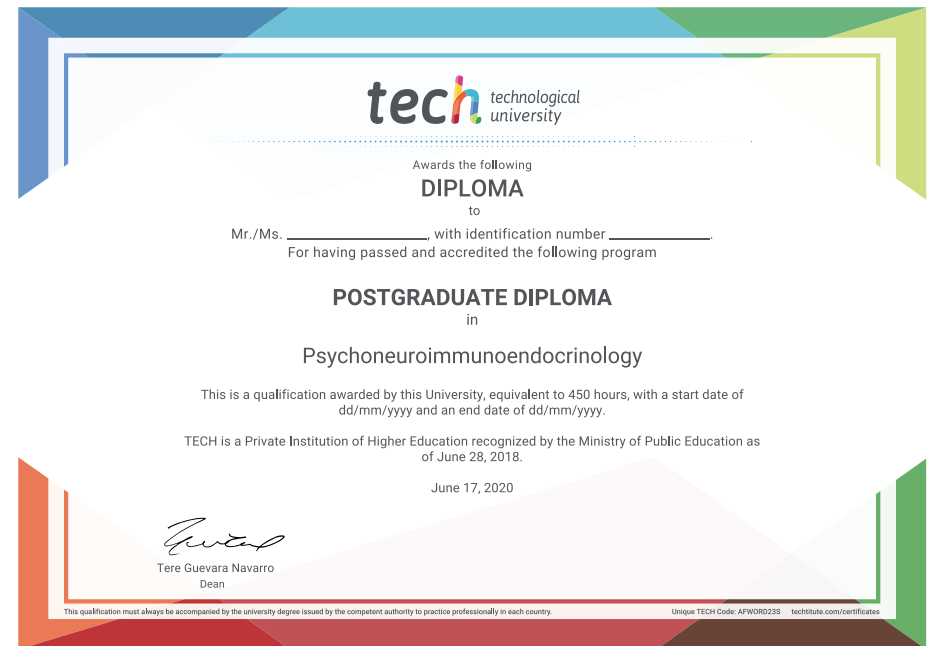 tech technological
university
Awards the following
DIPLOMA
to
Mr./Ms. ____________________, with identification number ______________.
For having passed and accredited the following program
POSTGRADUATE DIPLOMA
in
Psychoneuroimmunoendocrinology
This is a qualification awarded by this University, equivalent to 450 hours, with a start date of
dd/mm/yyyy and an end date of dd/mm/yyyy.
TECH is a Private Institution of Higher Education recognized by the Ministry of Public Education as
of June 28, 2018.
June 17, 2020
Tere Guevara Navarro
Dean
This qualification must always be accompanied by the university degree issued by the competent authority to practice professionally in each country.
Unique TECH Code: AFWORD23S techtitute.com/certificates